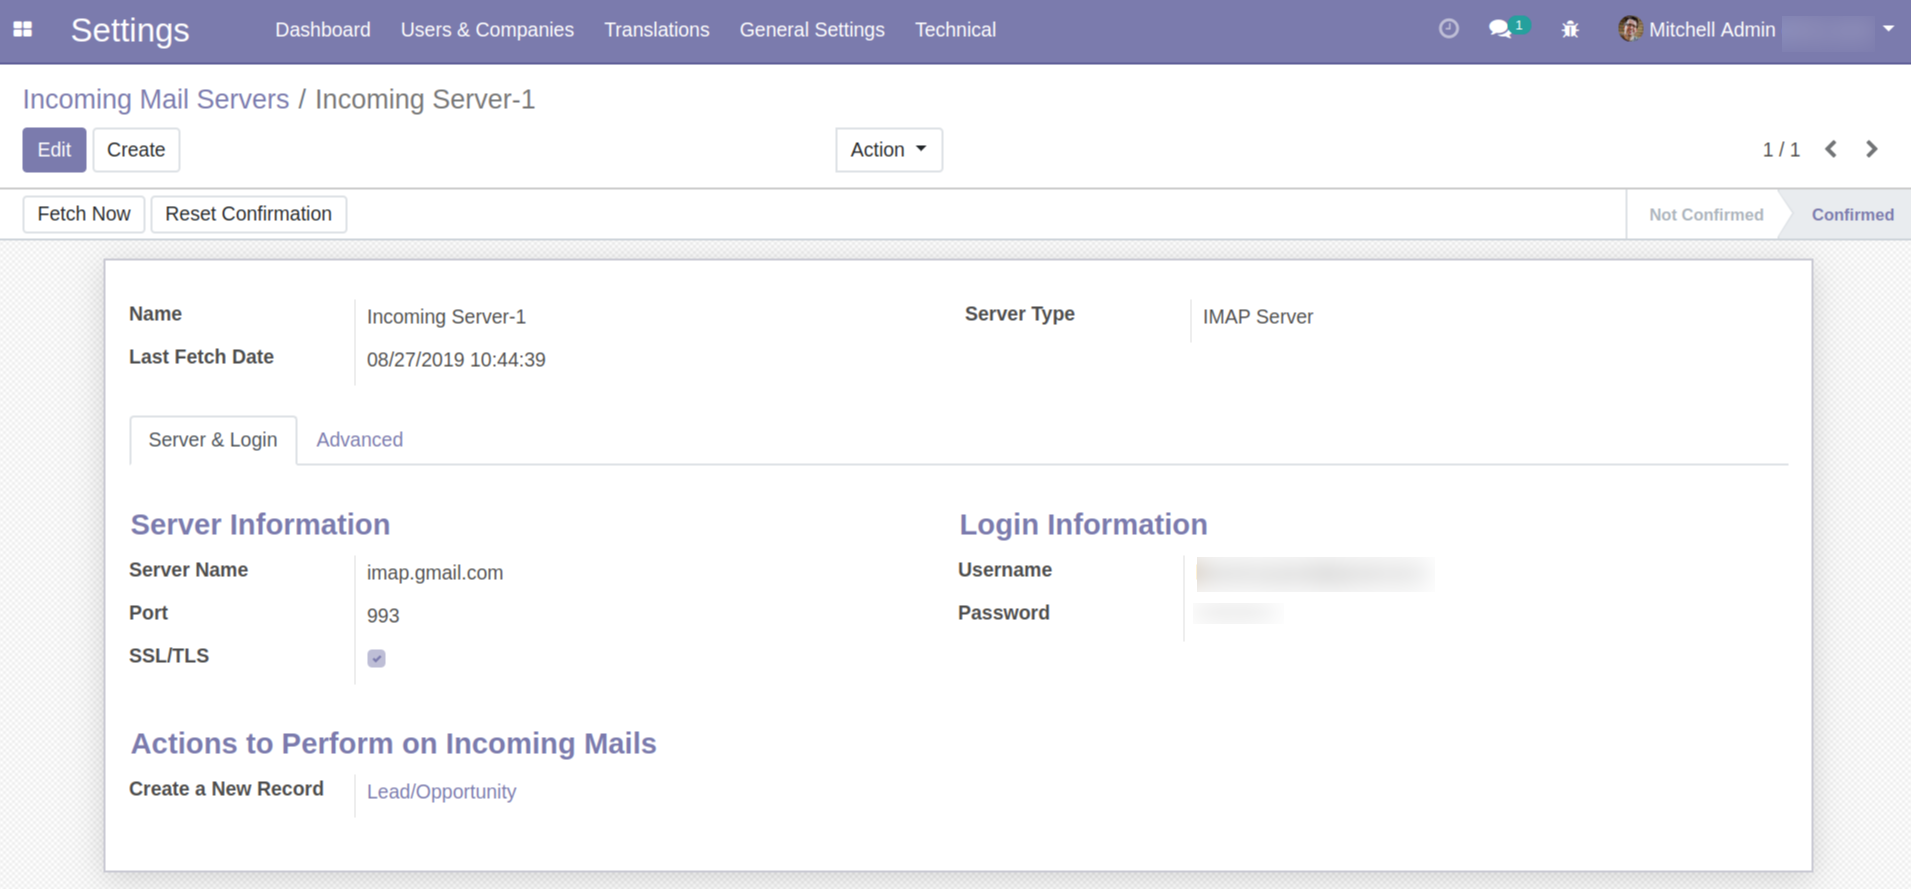 Settings Dashboard Users & Companies Translations General Settings Technical 1 Mitchell Admin
Incoming Mail Servers / Incoming Server-1
Edit Create Action 1 / 1
Fetch Now Reset Confirmation Not Confirmed Confirmed
Name Incoming Server-1 Server Type IMAP Server
Last Fetch Date 08/27/2019 10:44:39
Server & Login Advanced
Server Information Login Information
Server Name imap.gmail.com Username
Port 993 Password
SSL/TLS
Actions to Perform on Incoming Mails
Create a New Record Lead/Opportunity